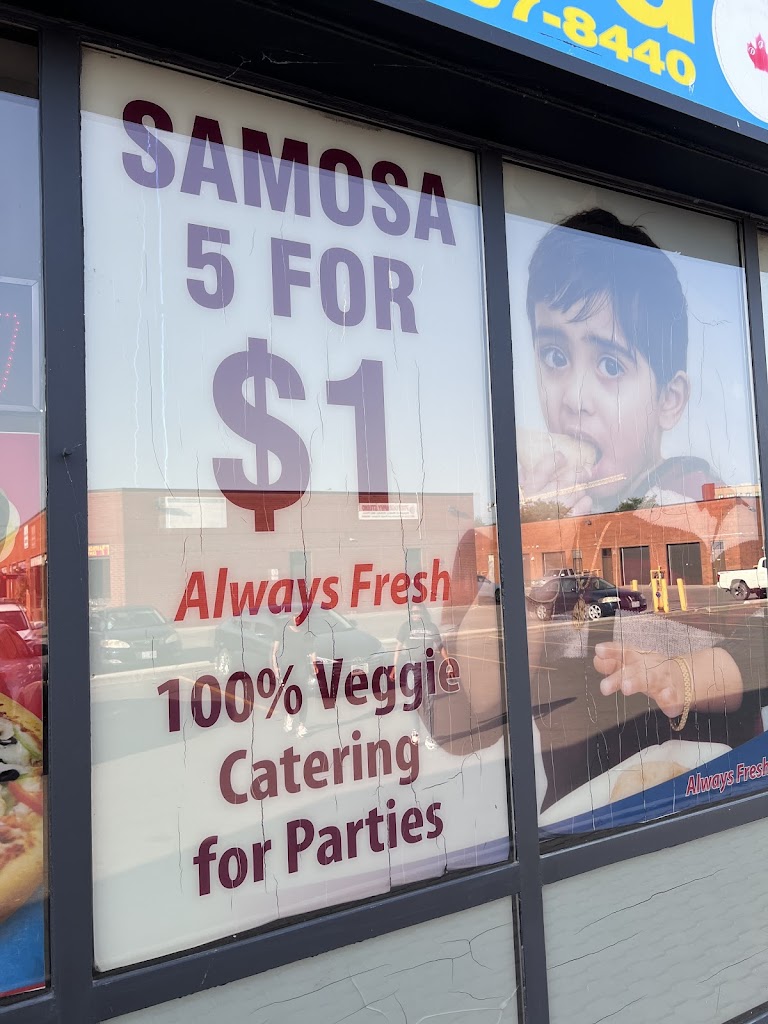 7-8440
SAMOSA
5 FOR
$1
Always Fresh
100% Veggie
Catering
for Parties
Always Fresh